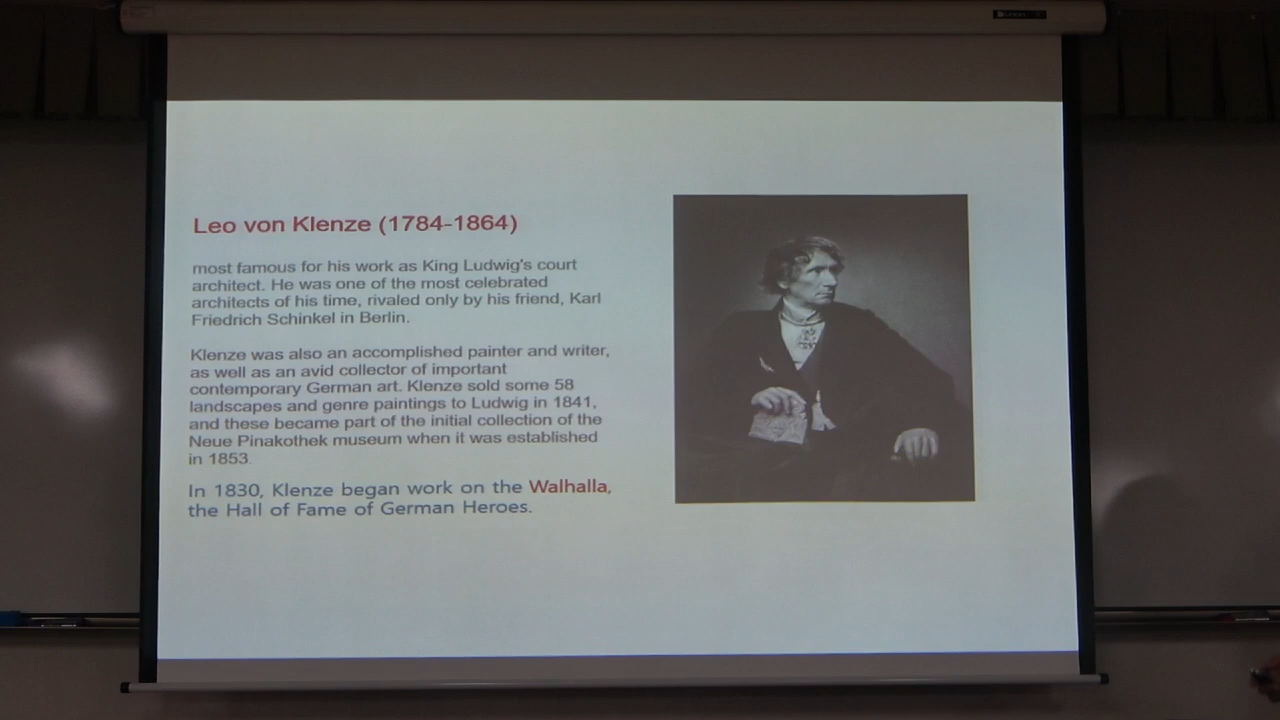 Leo von Klenze (1784-1864)
most famous for his work as King Ludwig's court
architect. He was one of the most celebrated
architects of his time, rivaled only by his friend, Karl
Friedrich Schinkel in Berlin.
Klenze was also an accomplished painter and writer,
as well as an avid collector of important
contemporary German art. Klenze sold some 58
landscapes and genre paintings to Ludwig in 1841,
and these became part of the initial collection of the
Neue Pinakothek museum when it was established
in 1853.
In 1830, Klenze began work on the Walhalla,
the Hall of Fame of German Heroes.